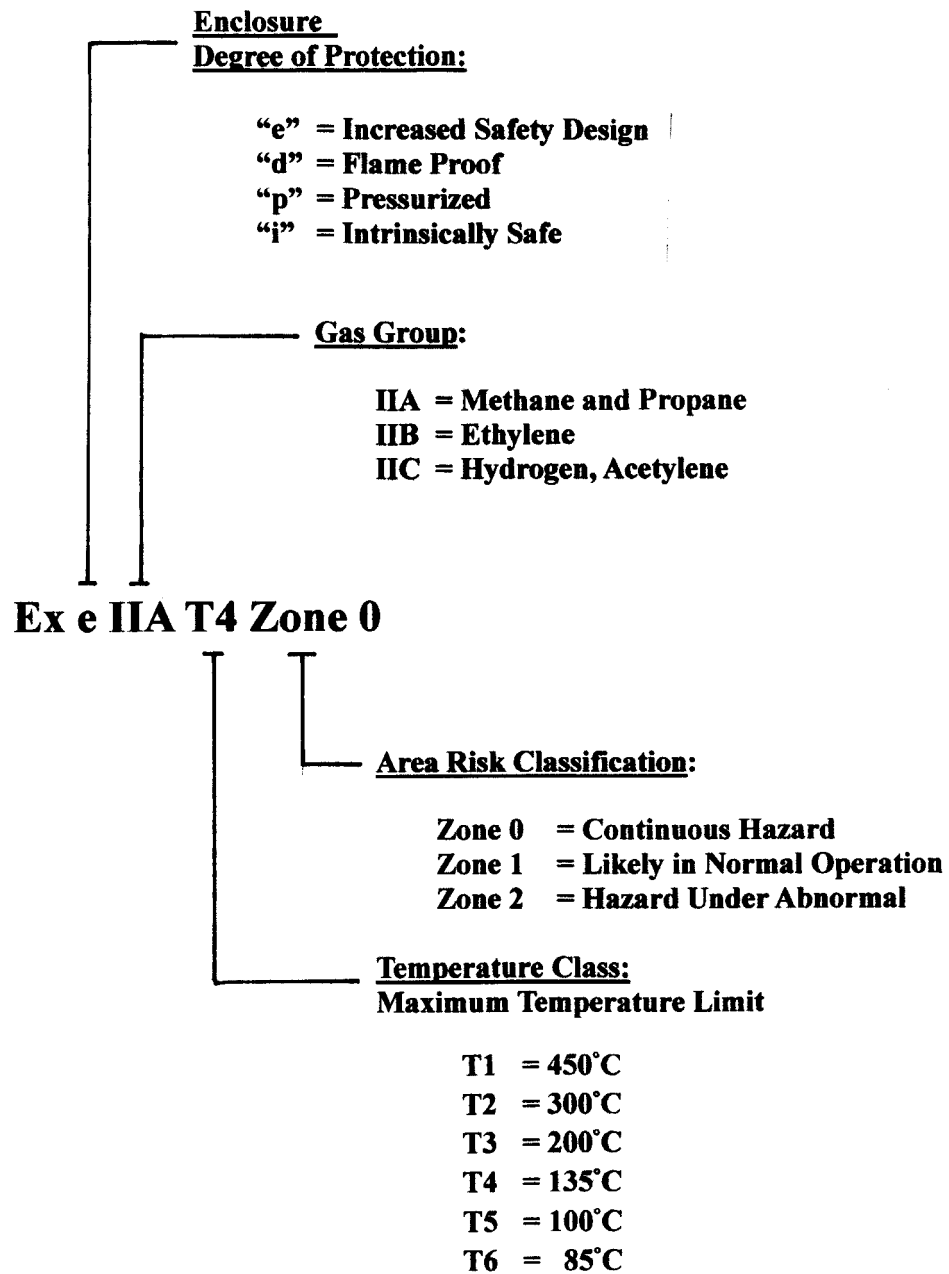 Enclosure
Degree of Protection:
“e” = Increased Safety Design
“d” = Flame Proof
“p” = Pressurized
“i” = Intrinsically Safe
Gas Group:
IIA = Methane and Propane
IIB = Ethylene
IIC = Hydrogen, Acetylene
Ex e IIA T4 Zone 0
Area Risk Classification:
Zone 0 = Continuous Hazard
Zone 1 = Likely in Normal Operation
Zone 2 = Hazard Under Abnormal
Temperature Class:
Maximum Temperature Limit
T1 = 450°C
T2 = 300°C
T3 = 200°C
T4 = 135°C
T5 = 100°C
T6 = 85°C